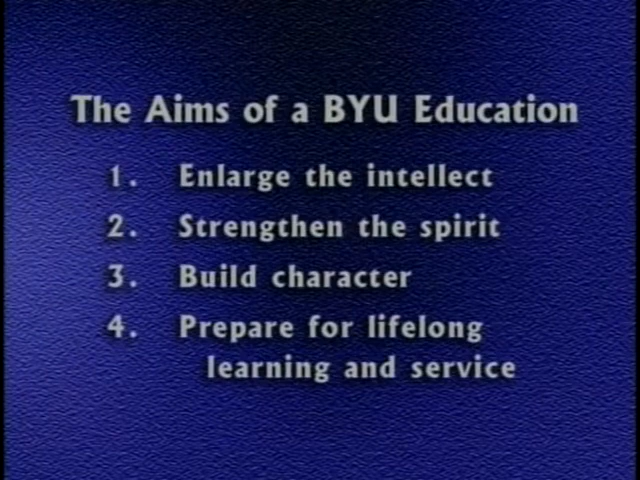 The Aims of a BYU Education
1. Enlarge the intellect
2. Strengthen the spirit
3. Build character
4. Prepare for lifelong
learning and service